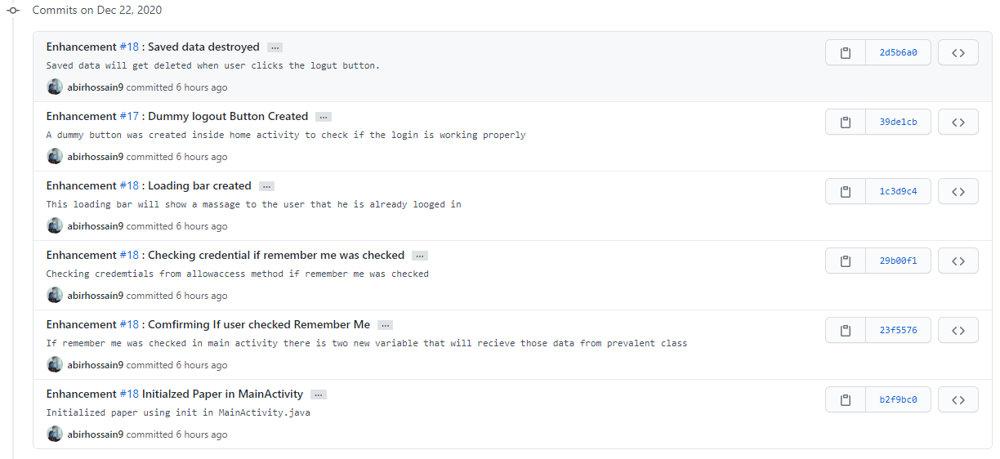 Commits on Dec 22, 2020
Enhancement #18 : Saved data destroyed ...
2d5b6a0
Saved data will get deleted when user clicks the logut button.
abirhossain9 committed 6 hours ago
Enhancement #17 : Dummy logout Button Created ...
39de1cb
A dummy button was created inside home activity to check if the login is working properly
abirhossain9 committed 6 hours ago
Enhancement #18 : Loading bar created ...
1c3d9c4
This loading bar will show a massage to the user that he is already looged in
abirhossain9 committed 6 hours ago
Enhancement #18 : Checking credential if remember me was checked ...
29b00f1
Checking credemtials from allowaccess method if remember me was checked
abirhossain9 committed 6 hours ago
Enhancement #18 : Comfirming If user checked Remember Me ...
23f5576
If remember me was checked in main activity there is two new variable that will recieve those data from prevalent class
abirhossain9 committed 6 hours ago
Enhancement #18 Initialzed Paper in MainActivity ...
b2f9bc0
Initialized paper using init in MainActivity.java
abirhossain9 committed 6 hours ago